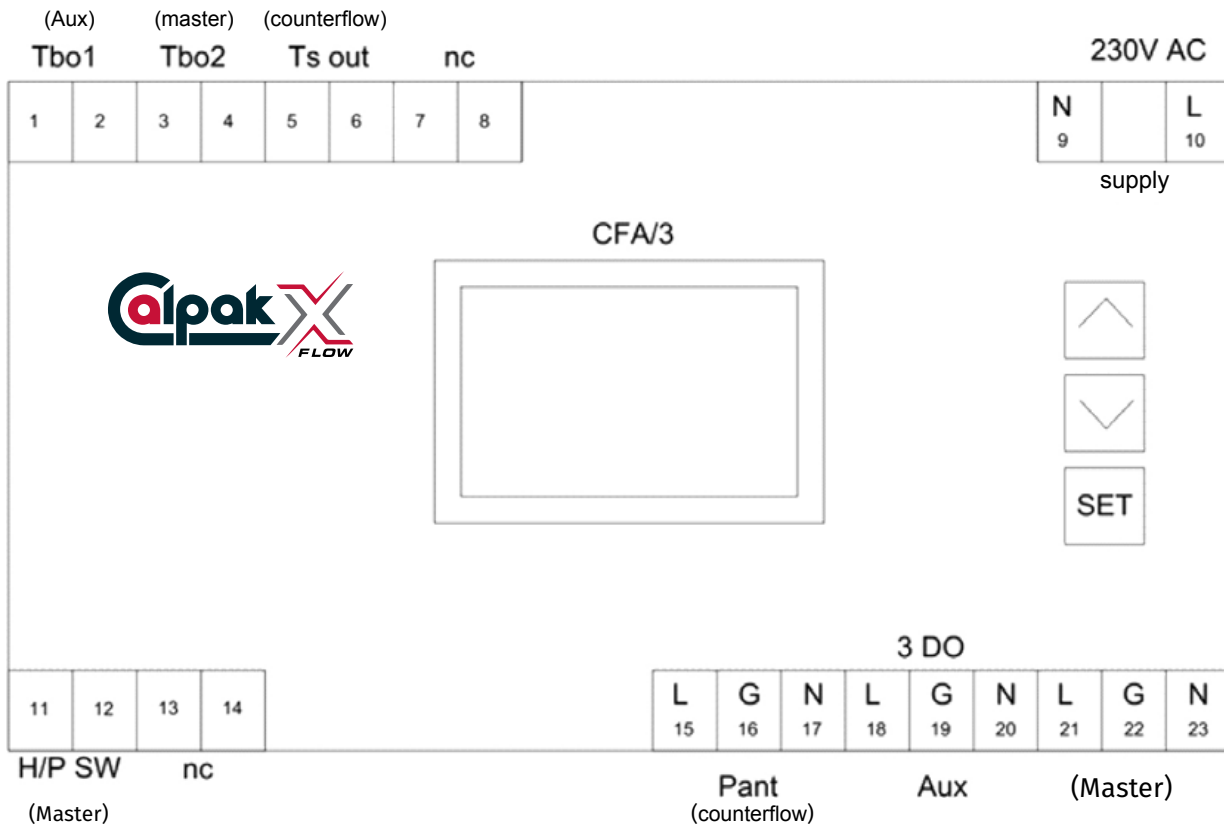 (Aux) (master) (counterflow)
Tbo1 Tbo2 Ts out nc 230V AC
1 2 3 4 5 6 7 8 N L
9 10
supply
CFA/3
Calpak X
FLOW
SET
3 DO
L G N L G N L G N
11 12 13 14 15 16 17 18 19 20 21 22 23
H/P SW nc Pant Aux (Master)
(Master) (counterflow)